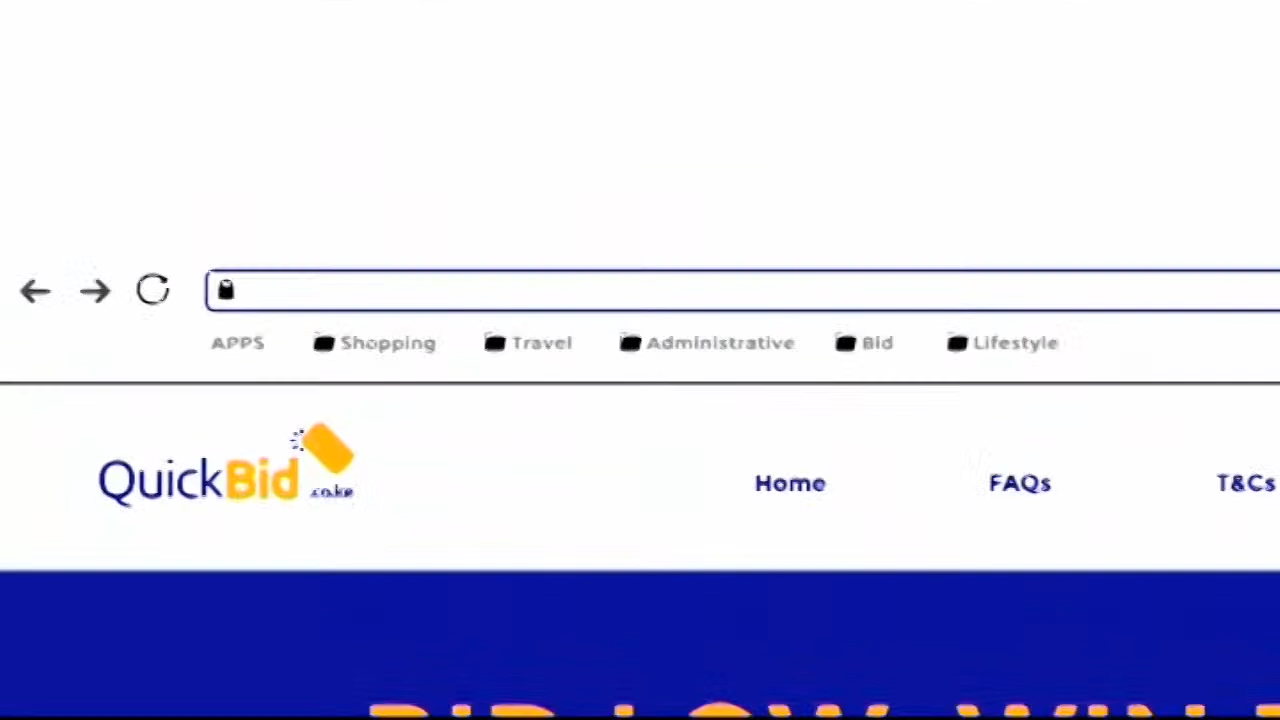 APPS Shopping Travel Administrative Bid Lifestyle
QuickBid .co.ke
Home FAQs T&Cs